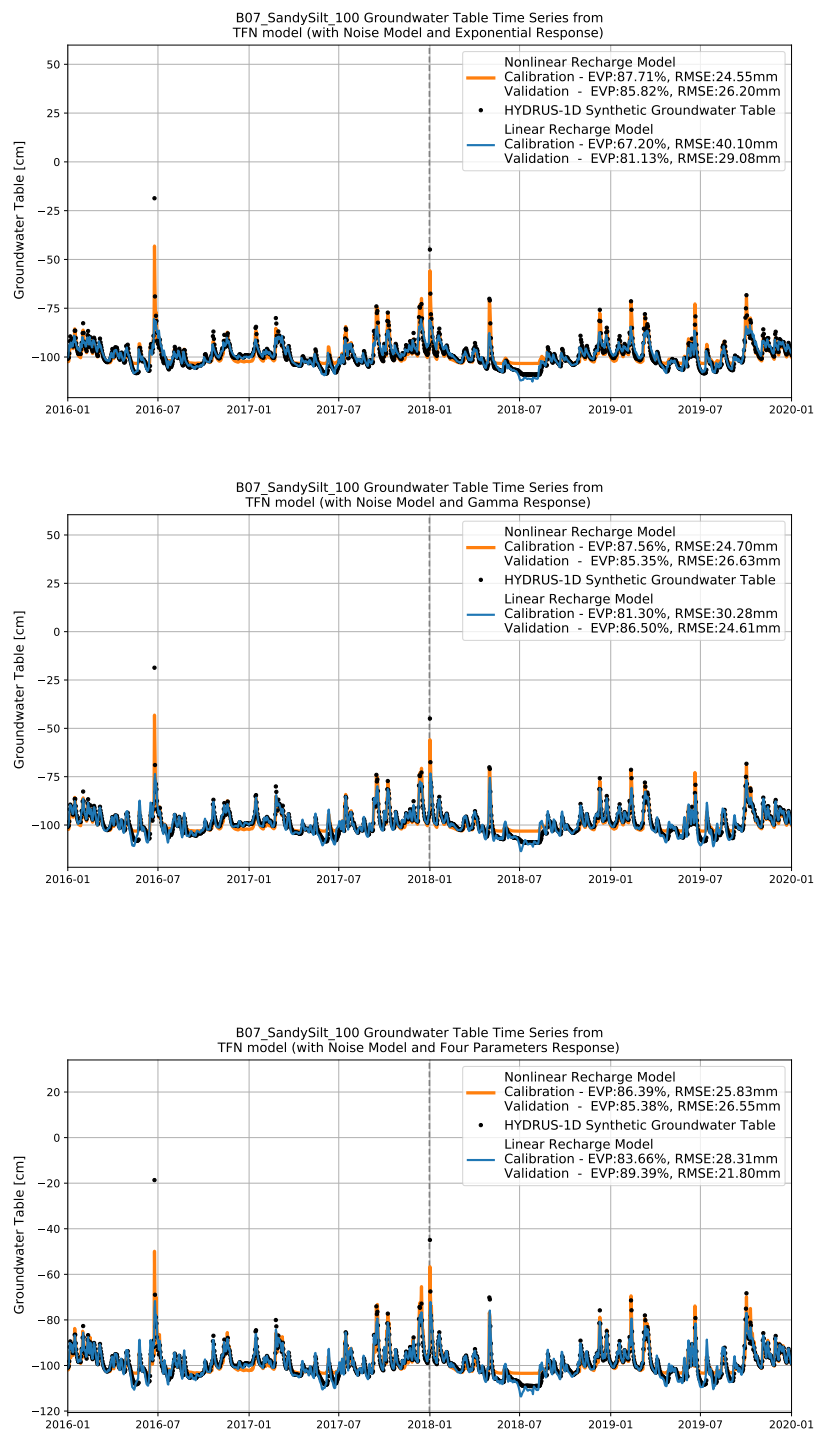 B07_SandySilt_100 Groundwater Table Time Series from
TFN model (with Noise Model and Exponential Response)
Nonlinear Recharge Model
Calibration - EVP:87.71%, RMSE:24.55mm
Validation  -  EVP:85.82%, RMSE:26.20mm
HYDRUS-1D Synthetic Groundwater Table
Linear Recharge Model
Calibration - EVP:67.20%, RMSE:40.10mm
Validation  -  EVP:81.13%, RMSE:29.08mm
Groundwater Table [cm]
50
25
0
−25
−50
−75
−100
2016-01 2016-07 2017-01 2017-07 2018-01 2018-07 2019-01 2019-07 2020-01
B07_SandySilt_100 Groundwater Table Time Series from
TFN model (with Noise Model and Gamma Response)
Nonlinear Recharge Model
Calibration - EVP:87.56%, RMSE:24.70mm
Validation  -  EVP:85.35%, RMSE:26.63mm
HYDRUS-1D Synthetic Groundwater Table
Linear Recharge Model
Calibration - EVP:81.30%, RMSE:30.28mm
Validation  -  EVP:86.50%, RMSE:24.61mm
Groundwater Table [cm]
50
25
0
−25
−50
−75
−100
2016-01 2016-07 2017-01 2017-07 2018-01 2018-07 2019-01 2019-07 2020-01
B07_SandySilt_100 Groundwater Table Time Series from
TFN model (with Noise Model and Four Parameters Response)
Nonlinear Recharge Model
Calibration - EVP:86.39%, RMSE:25.83mm
Validation  -  EVP:85.38%, RMSE:26.55mm
HYDRUS-1D Synthetic Groundwater Table
Linear Recharge Model
Calibration - EVP:83.66%, RMSE:28.31mm
Validation  -  EVP:89.39%, RMSE:21.80mm
Groundwater Table [cm]
20
0
−20
−40
−60
−80
−100
−120
2016-01 2016-07 2017-01 2017-07 2018-01 2018-07 2019-01 2019-07 2020-01